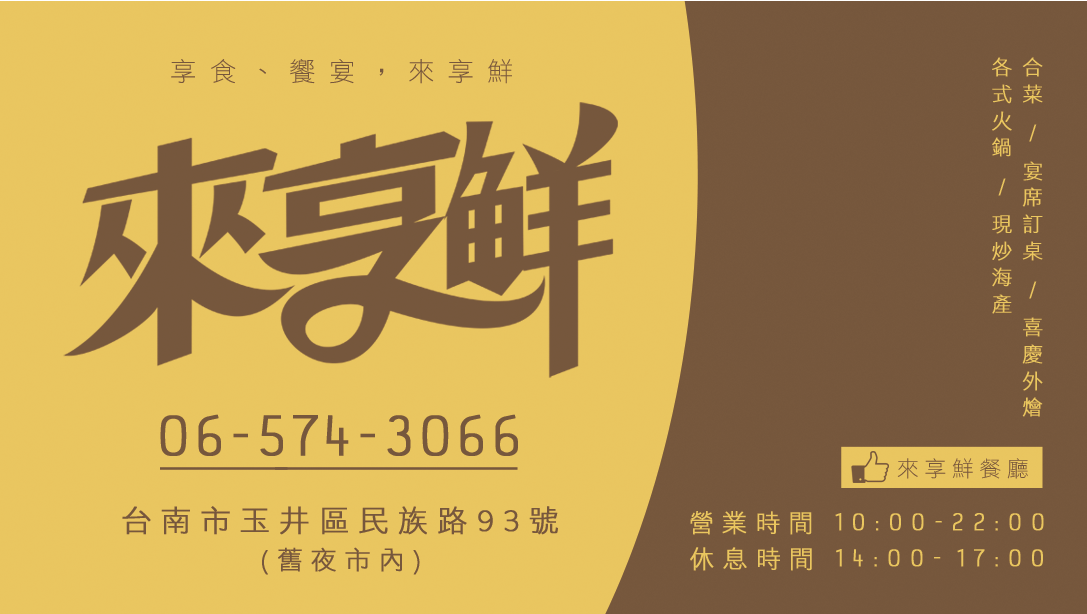 享食、饗宴，來享鮮
來享鮮
06-574-3066
台南市玉井區民族路93號
(舊夜市內)
合菜 / 宴席訂桌 / 喜慶外燴
各式火鍋 / 現炒海產
來享鮮餐廳
營業時間 10:00-22:00
休息時間 14:00-17:00